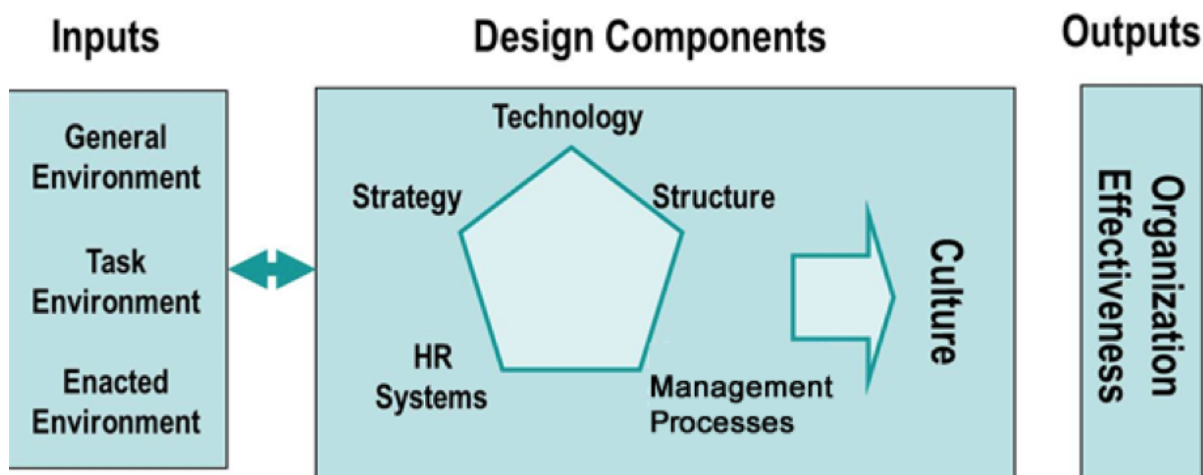 Inputs
Design Components
Outputs
General
Environment
Task
Environment
Enacted
Environment
Technology
Strategy
Structure
HR
Systems
Management
Processes
Culture
Organization
Effectiveness